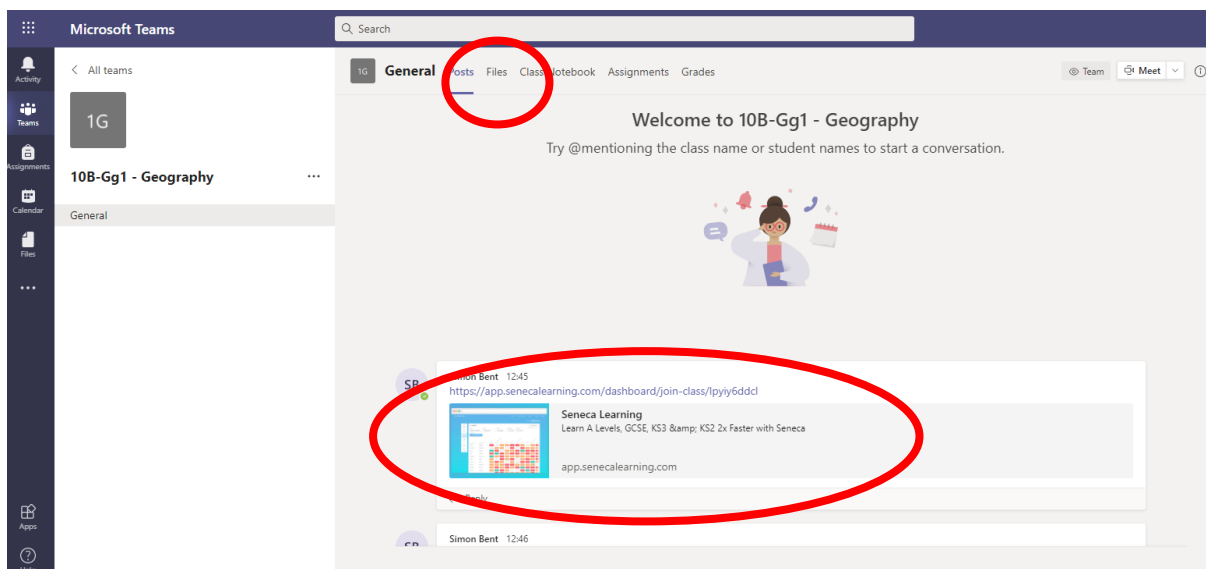 Microsoft Teams
Search
Activity
Teams
Assignments
Calendar
Files
Apps
All teams
1G
10B-Gg1 - Geography
General
1G General Posts Files Class Notebook Assignments Grades Team Meet
Welcome to 10B-Gg1 - Geography
Try @mentioning the class name or student names to start a conversation.
SB Simon Bent 12:45
https://app.senecalearning.com/dashboard/join-class/lpyiy6ddcl
Seneca Learning
Learn A Levels, GCSE, KS3 &amp; KS2 2x Faster with Seneca
app.senecalearning.com
Reply
Simon Bent 12:46